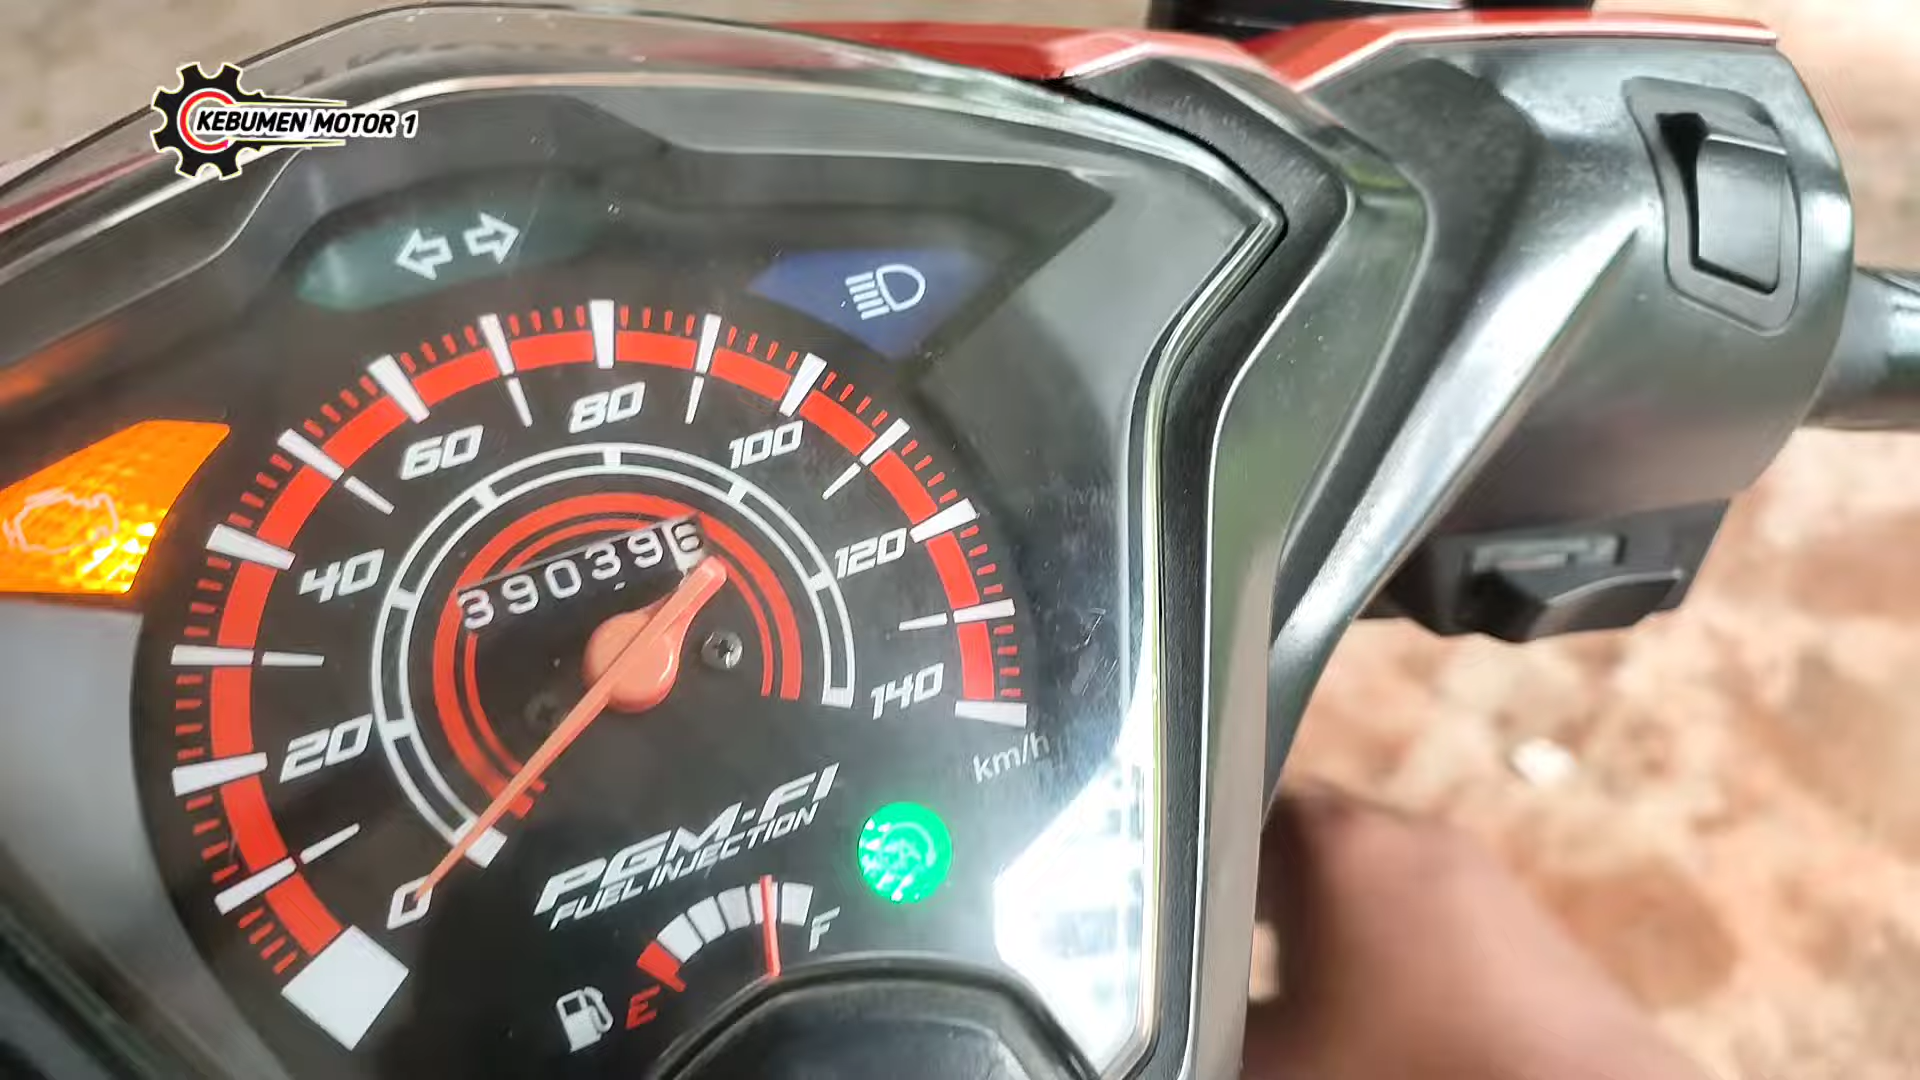 KEBUMEN MOTOR 1
80
60
100
40
120
390396
20
140
km/h
0
PGM-FI
FUEL INJECTION
F
E